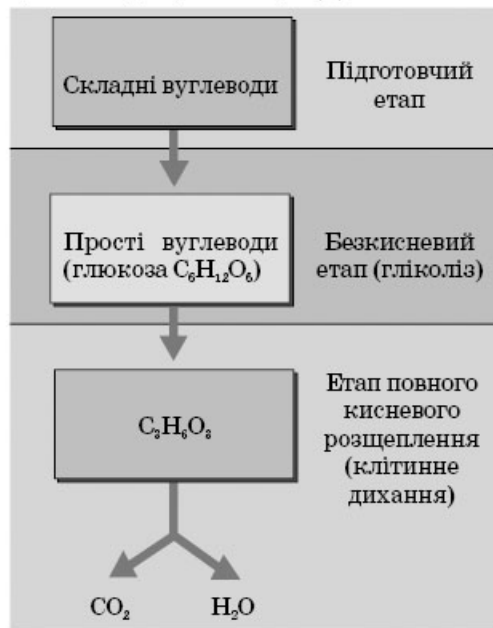 Складні вуглеводи
Підготовчий
етап
Прості вуглеводи
(глюкоза C₆H₁₂O₆)
Безкисневий
етап (гліколіз)
C₃H₆O₃
Етап повного
кисневого
розщеплення
(клітинне
дихання)
CO₂
H₂O